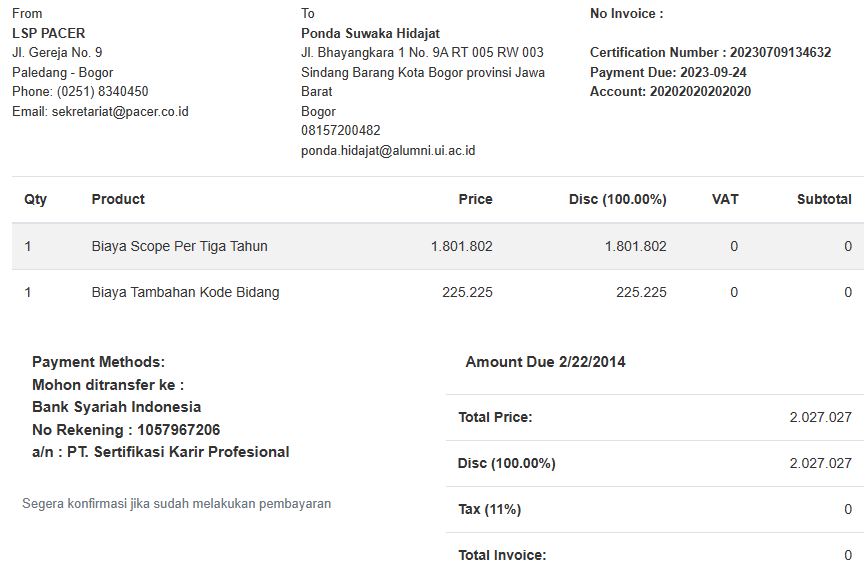 From
LSP PACER
Jl. Gereja No. 9
Paledang - Bogor
Phone: (0251) 8340450
Email: sekretariat@pacer.co.id
To
Ponda Suwaka Hidajat
Jl. Bhayangkara 1 No. 9A RT 005 RW 003
Sindang Barang Kota Bogor provinsi Jawa
Barat
Bogor
08157200482
ponda.hidajat@alumni.ui.ac.id
No Invoice :
Certification Number : 20230709134632
Payment Due: 2023-09-24
Account: 20202020202020
Qty Product Price Disc (100.00%) VAT Subtotal
1 Biaya Scope Per Tiga Tahun 1.801.802 1.801.802 0 0
1 Biaya Tambahan Kode Bidang 225.225 225.225 0 0
Payment Methods:
Mohon ditransfer ke :
Bank Syariah Indonesia
No Rekening : 1057967206
a/n : PT. Sertifikasi Karir Profesional
Segera konfirmasi jika sudah melakukan pembayaran
Amount Due 2/22/2014
Total Price: 2.027.027
Disc (100.00%) 2.027.027
Tax (11%) 0
Total Invoice: 0